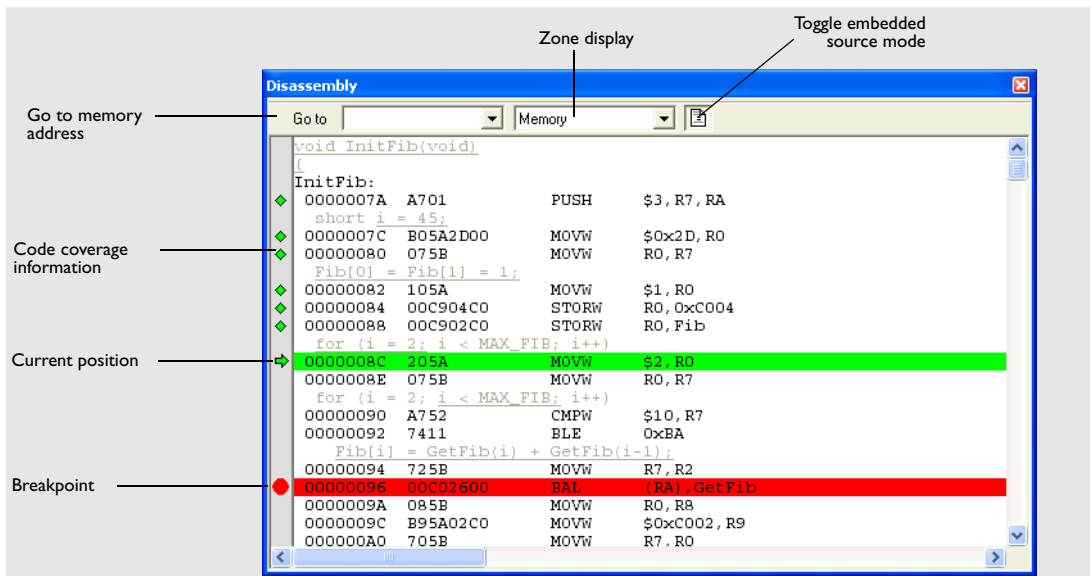 Zone display
Toggle embedded
source mode
Disassembly
Go to memory
address
Go to
Memory
void InitFib(void)
{
InitFib:
0000007A A701 PUSH $3,R7,RA
short i = 45;
0000007C B05A2D00 MOVW $0x2D,R0
Code coverage
information
00000080 075B MOVW R0,R7
Fib[0] = Fib[1] = 1;
00000082 105A MOVW $1,R0
00000084 00C904C0 STORW R0,0xC004
00000088 00C902C0 STORW R0,Fib
for (i = 2; i < MAX_FIB; i++)
Current position
0000008C 205A MOVW $2,R0
0000008E 075B MOVW R0,R7
for (i = 2; i < MAX_FIB; i++)
00000090 A752 CMPW $10,R7
00000092 7411 BLE 0xBA
Fib[i] = GetFib(i) + GetFib(i-1);
00000094 725B MOVW R7,R2
Breakpoint
00000096 00C02600 BAL (RA),GetFib
0000009A 085B MOVW R0,R8
0000009C B95A02C0 MOVW $0xC002,R9
000000A0 705B MOVW R7,R0